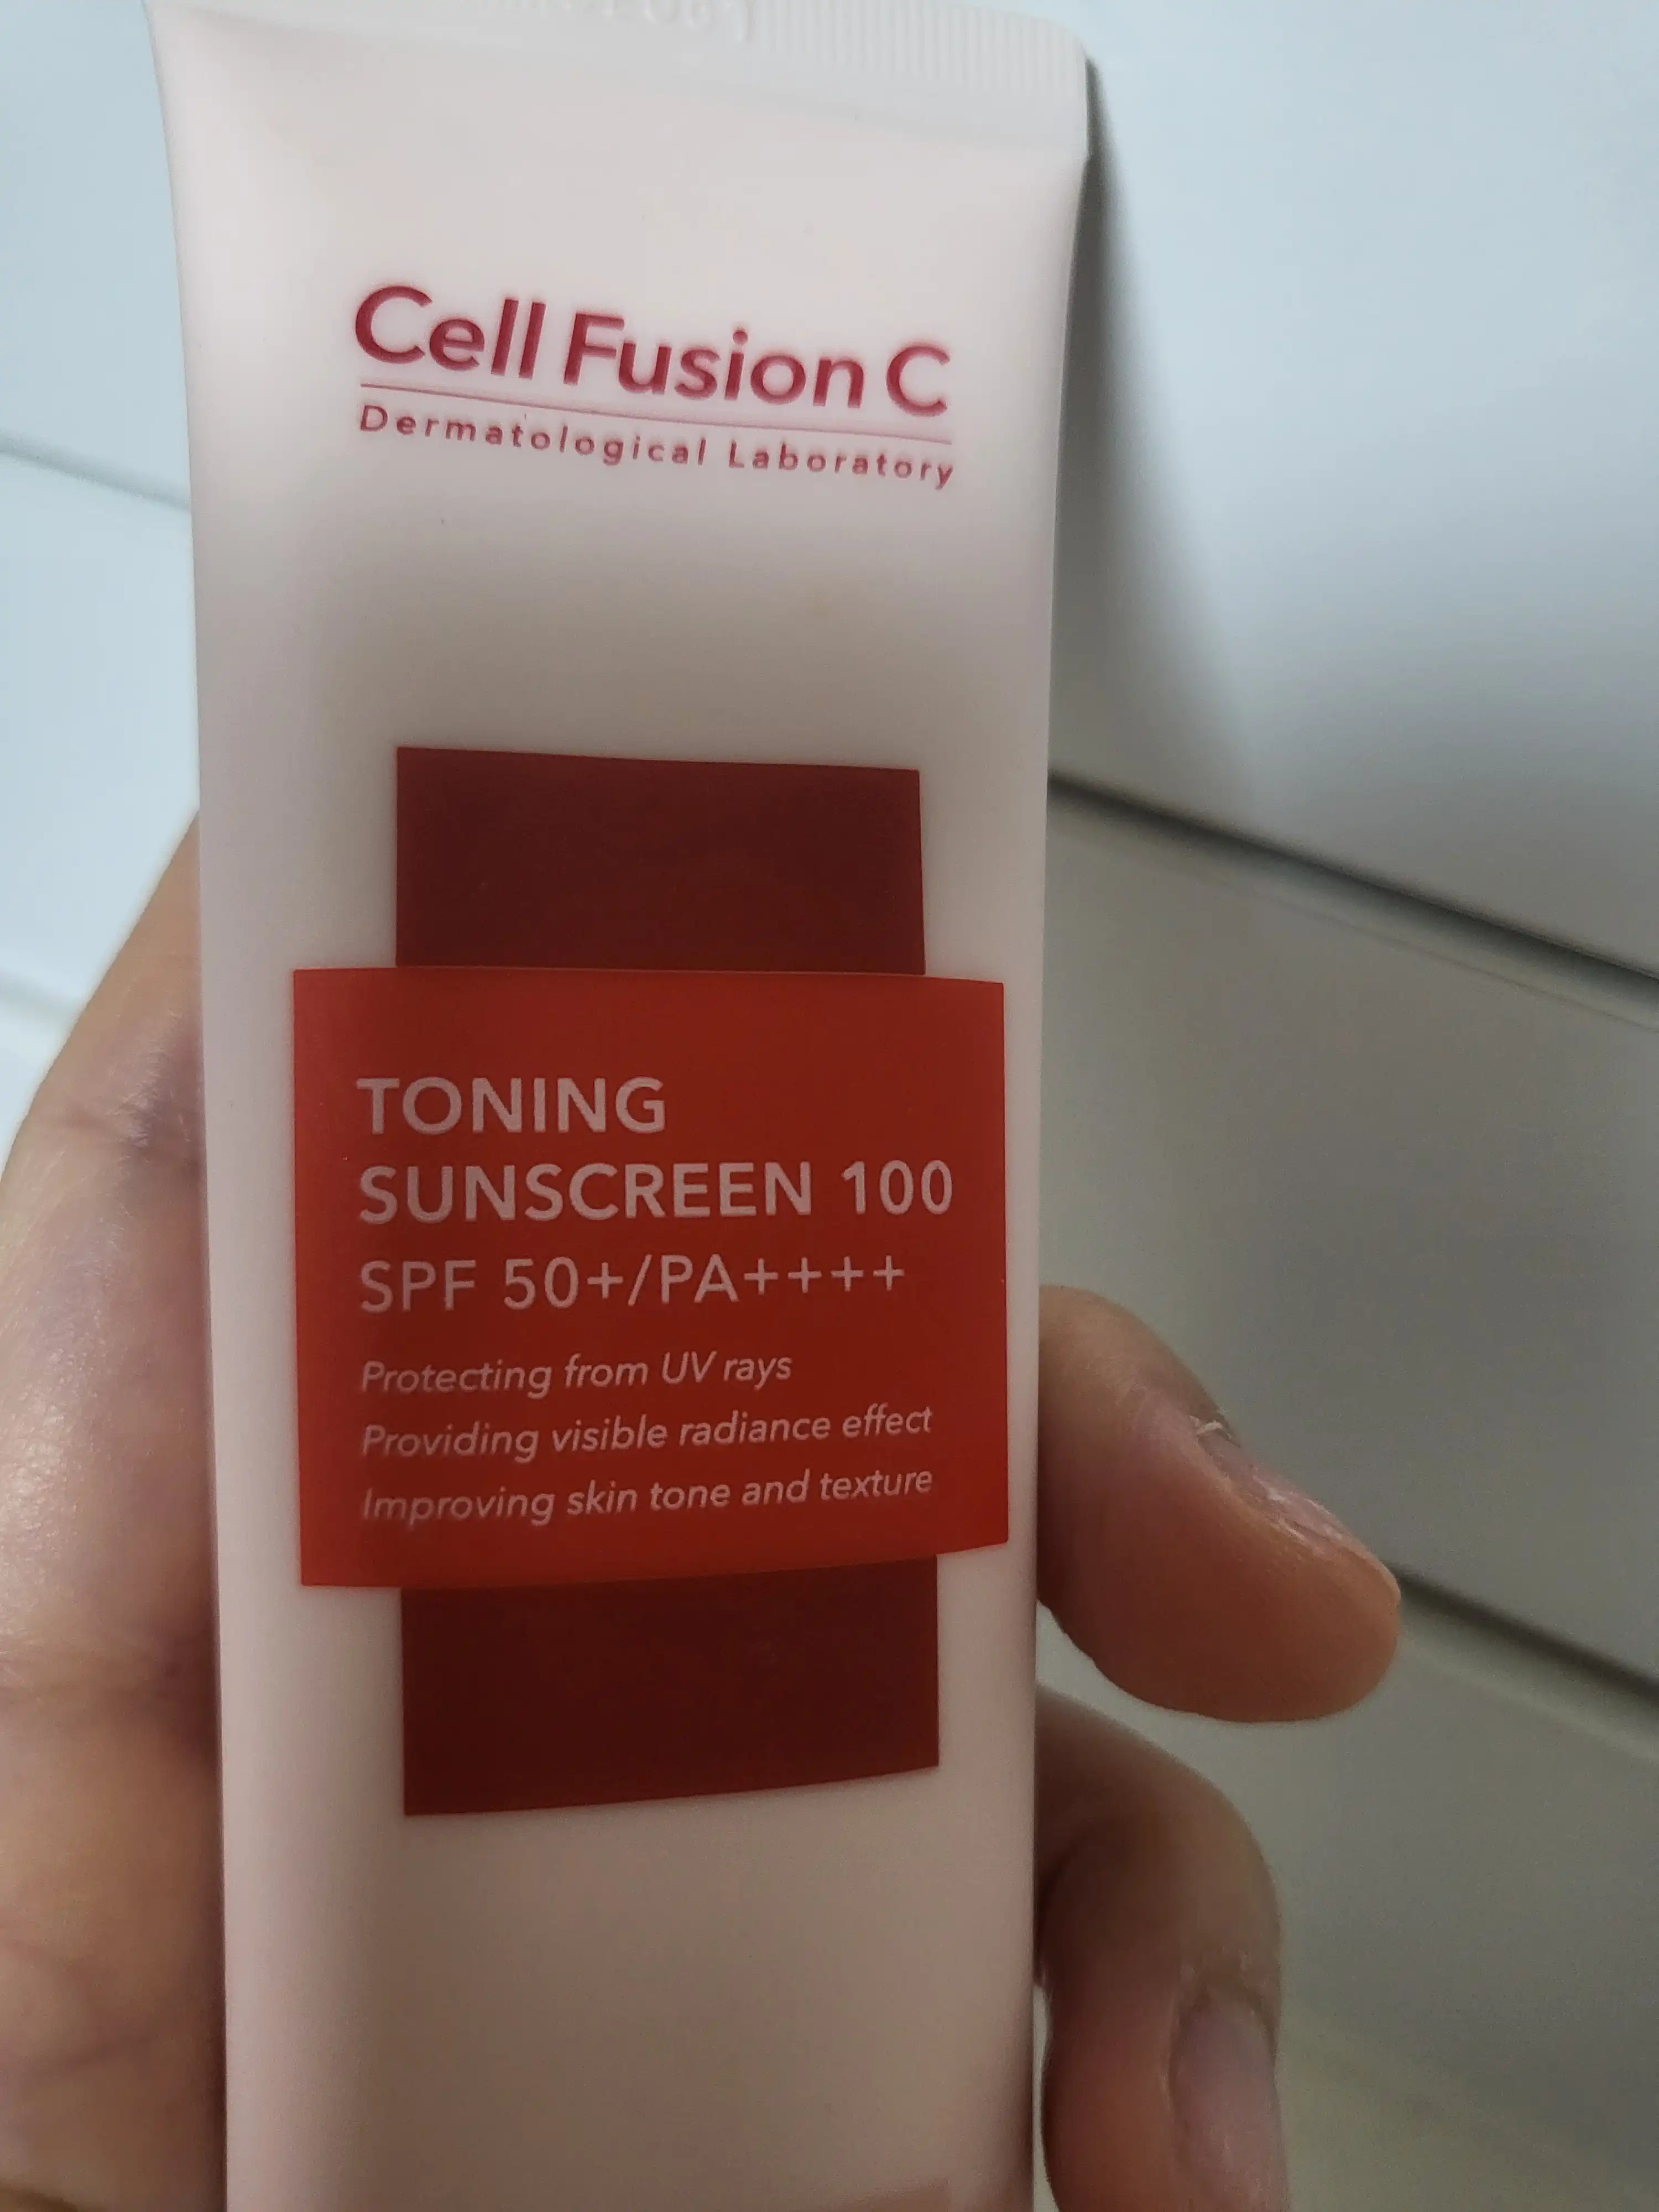 Cell Fusion C
Dermatological Laboratory
TONING
SUNSCREEN 100
SPF 50+/PA++++
Protecting from UV rays
Providing visible radiance effect
Improving skin tone and texture